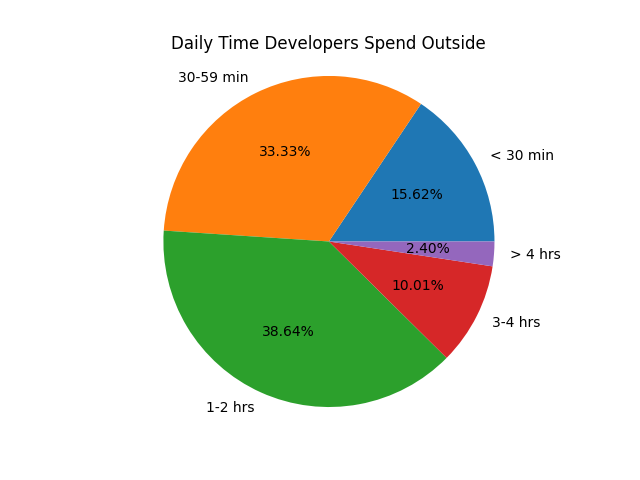 Daily Time Developers Spend Outside
30-59 min
33.33%
< 30 min
15.62%
2.40%
> 4 hrs
10.01%
3-4 hrs
38.64%
1-2 hrs